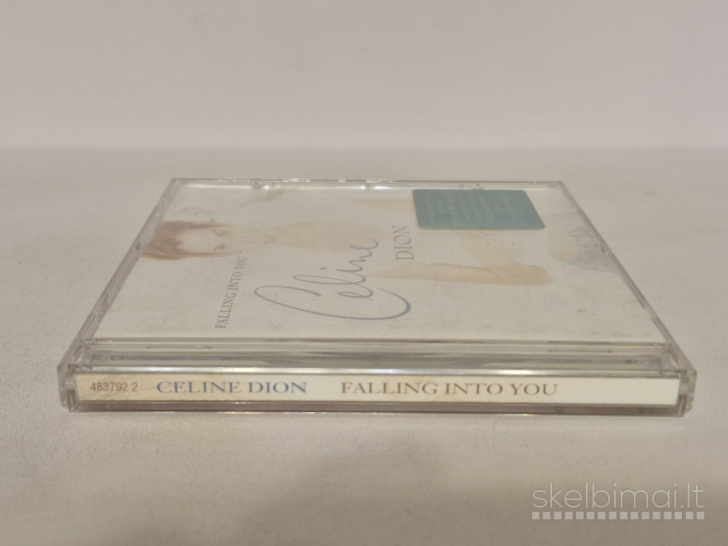 FALLING INTO YOU
Celine
DION
483792 2 CELINE DION FALLING INTO YOU
skelbimai.lt